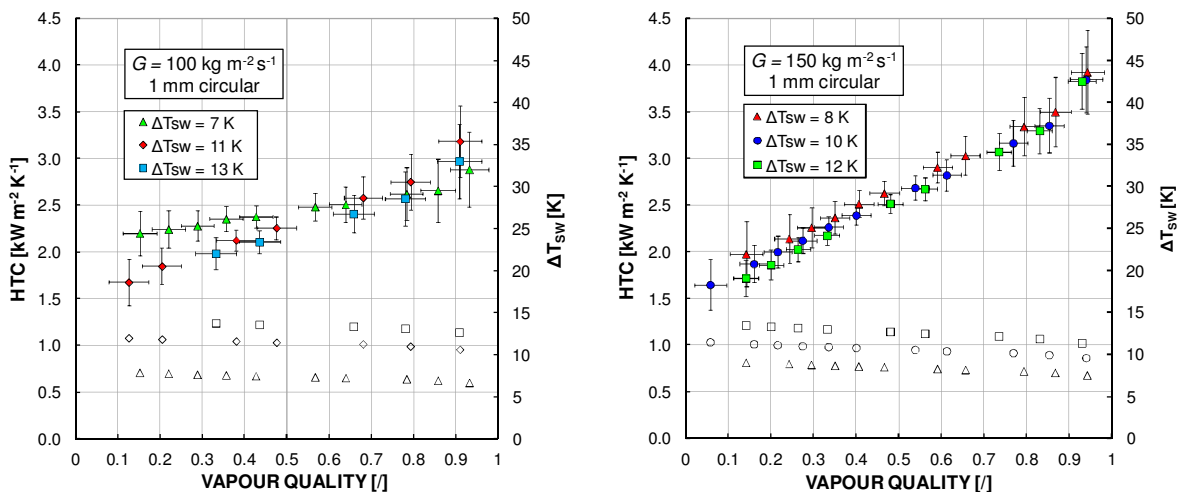 4.5
4.0
3.5
3.0
2.5
2.0
1.5
1.0
0.5
0.0
HTC [kW m-2 K-1]
G = 100 kg m-2 s-1
1 mm circular
ΔTsw = 7 K
ΔTsw = 11 K
ΔTsw = 13 K
50
45
40
35
30
25
20
15
10
5
0
ΔTSW [K]
0 0.1 0.2 0.3 0.4 0.5 0.6 0.7 0.8 0.9 1
VAPOUR QUALITY [/]
4.5
4.0
3.5
3.0
2.5
2.0
1.5
1.0
0.5
0.0
HTC [kW m-2 K-1]
G = 150 kg m-2 s-1
1 mm circular
ΔTsw = 8 K
ΔTsw = 10 K
ΔTsw = 12 K
50
45
40
35
30
25
20
15
10
5
0
ΔTSW [K]
0 0.1 0.2 0.3 0.4 0.5 0.6 0.7 0.8 0.9 1
VAPOUR QUALITY [/]